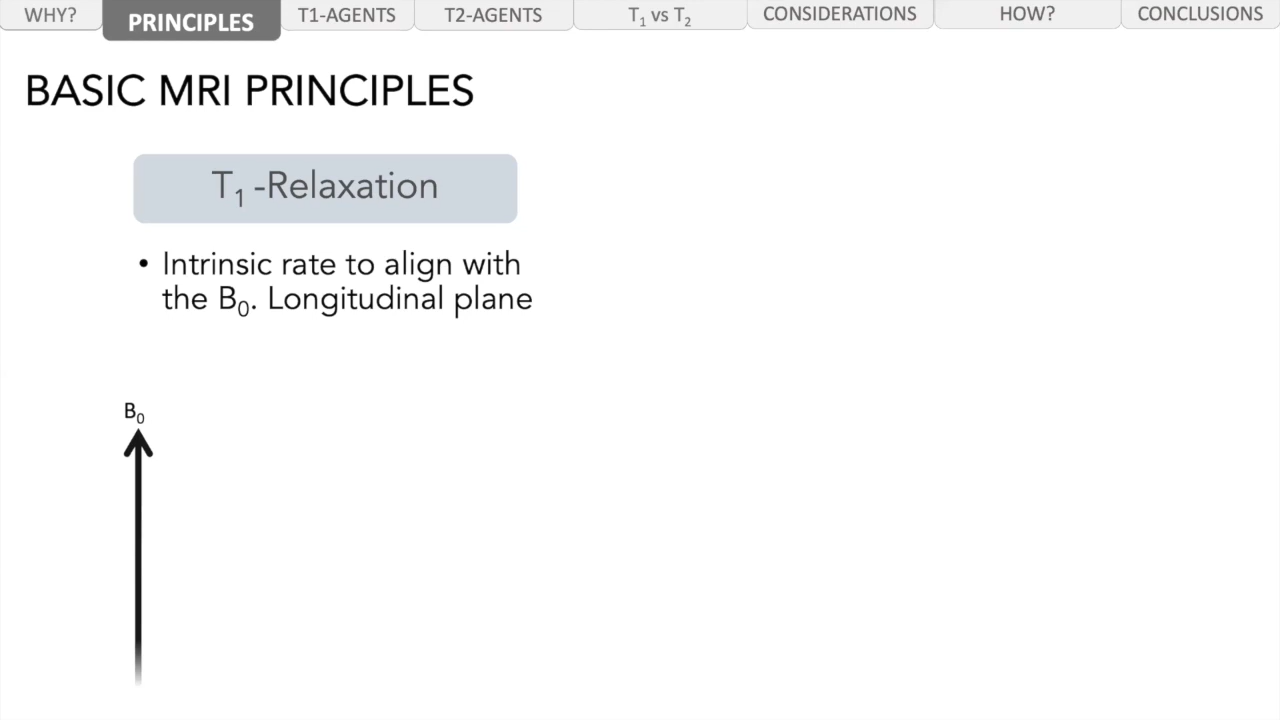 WHY?
PRINCIPLES
T1-AGENTS
T2-AGENTS
T₁ vs T₂
CONSIDERATIONS
HOW?
CONCLUSIONS
BASIC MRI PRINCIPLES
T₁ -Relaxation
• Intrinsic rate to align with
the B₀. Longitudinal plane
B₀